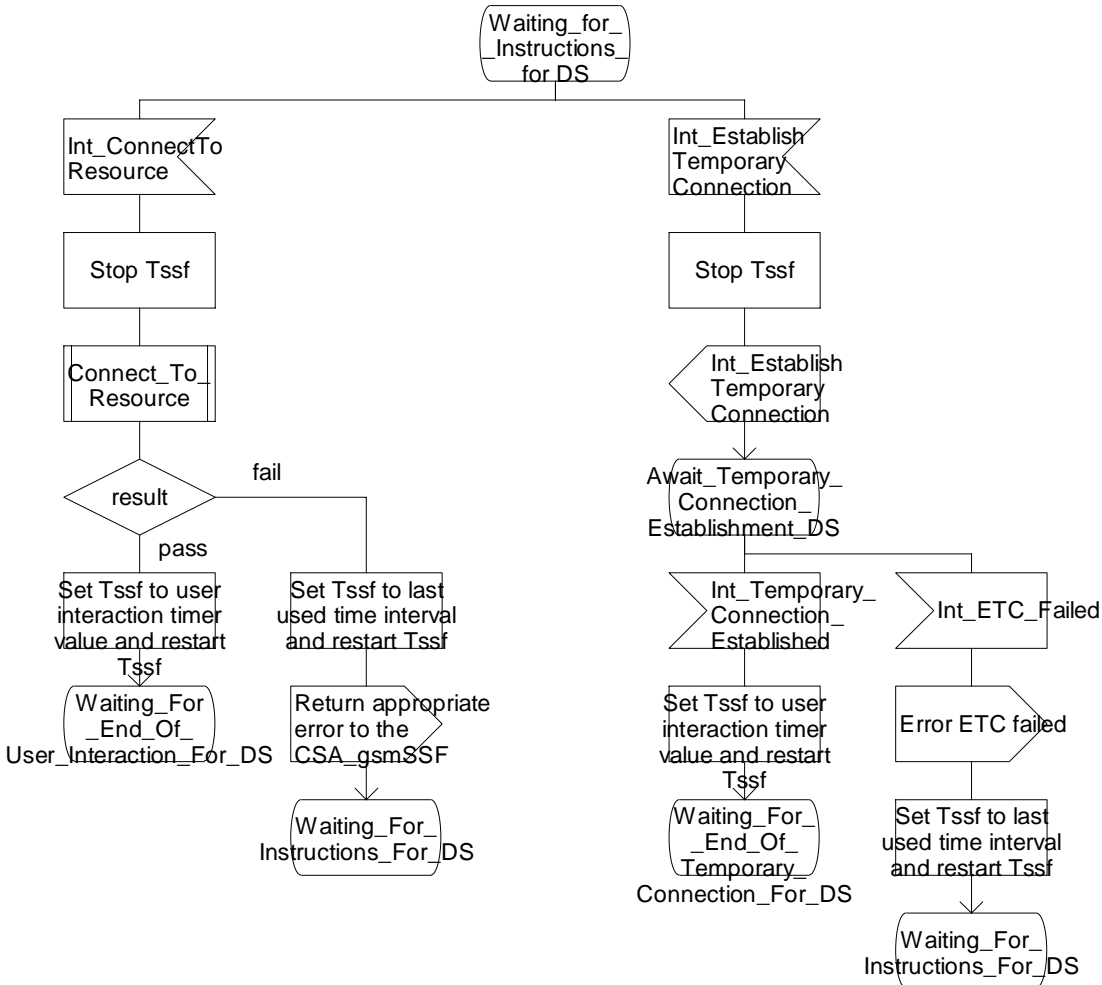 Waiting_for_
_Instructions_
for DS
Int_ConnectTo
Resource
Stop Tssf
Connect_To_
Resource
result
fail
pass
Set Tssf to user
interaction timer
value and restart
Tssf
Waiting_For
_End_Of_
User_Interaction_For_DS
Set Tssf to last
used time interval
and restart Tssf
Return appropriate
error to the
CSA_gsmSSF
Waiting_For_
Instructions_For_DS
Int_Establish
Temporary
Connection
Stop Tssf
Int_Establish
Temporary
Connection
Await_Temporary_
Connection_
Establishment_DS
Int_Temporary_
Connection_
Established
Set Tssf to user
interaction timer
value and restart
Tssf
Waiting_For_
_End_Of_
Temporary_
Connection_For_DS
Int_ETC_Failed
Error ETC failed
Set Tssf to last
used time interval
and restart Tssf
Waiting_For_
Instructions_For_DS